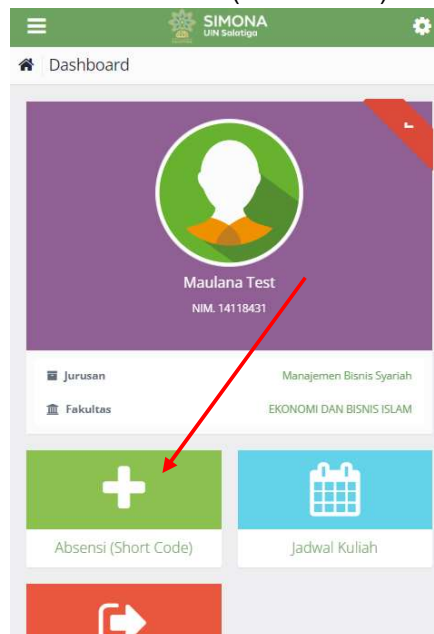 SIMONA
UIN Salatiga
Dashboard
Maulana Test
NIM. 14118431
Jurusan
Manajemen Bisnis Syariah
Fakultas
EKONOMI DAN BISNIS ISLAM
Absensi (Short Code)
Jadwal Kuliah